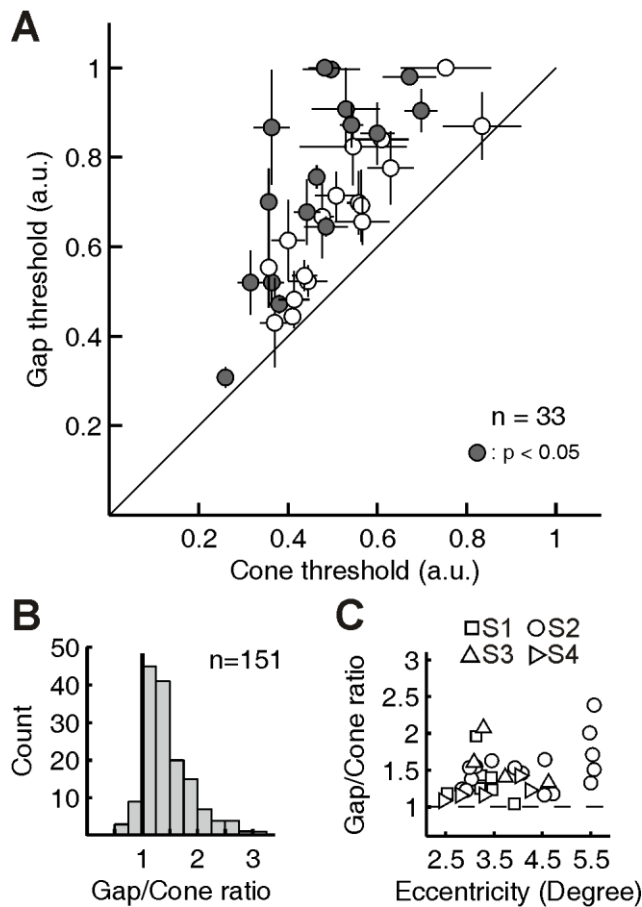 A
Gap threshold (a.u.)
1
0.8
0.6
0.4
0.2
n = 33
: p < 0.05
0.2 0.4 0.6 0.8 1
Cone threshold (a.u.)
B
Count
50
40
30
20
10
n=151
1 2 3
Gap/Cone ratio
C
S1 S2
S3 S4
Gap/Cone ratio
3
2.5
2
1.5
1
2.5 3.5 4.5 5.5
Eccentricity (Degree)